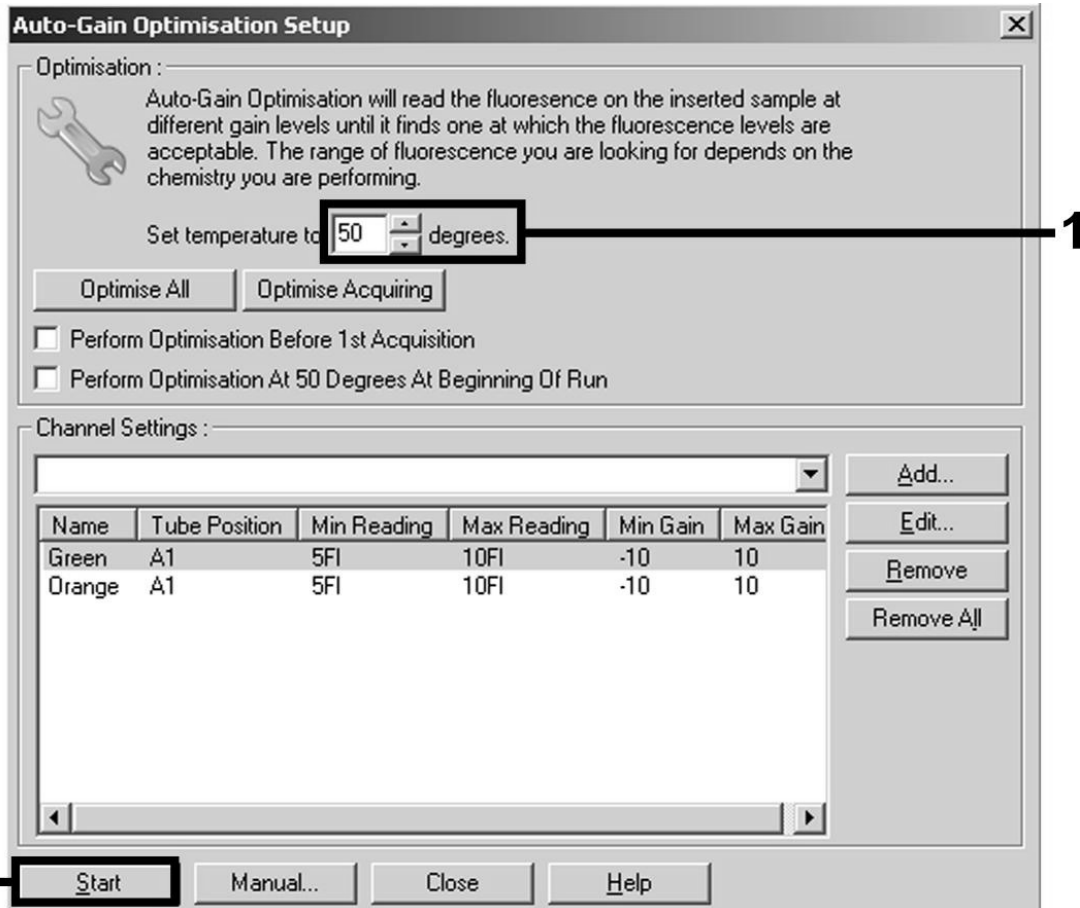 Auto-Gain Optimisation Setup
Optimisation :
Auto-Gain Optimisation will read the fluoresence on the inserted sample at
different gain levels until it finds one at which the fluorescence levels are
acceptable. The range of fluorescence you are looking for depends on the
chemistry you are performing.
Set temperature to 50 degrees.
1
Optimise All Optimise Acquiring
Perform Optimisation Before 1st Acquisition
Perform Optimisation At 50 Degrees At Beginning Of Run
Channel Settings :
Add...
Name Tube Position Min Reading Max Reading Min Gain Max Gain
Edit...
Green A1 5Fl 10Fl -10 10
Remove
Orange A1 5Fl 10Fl -10 10
Remove All
Start Manual... Close Help